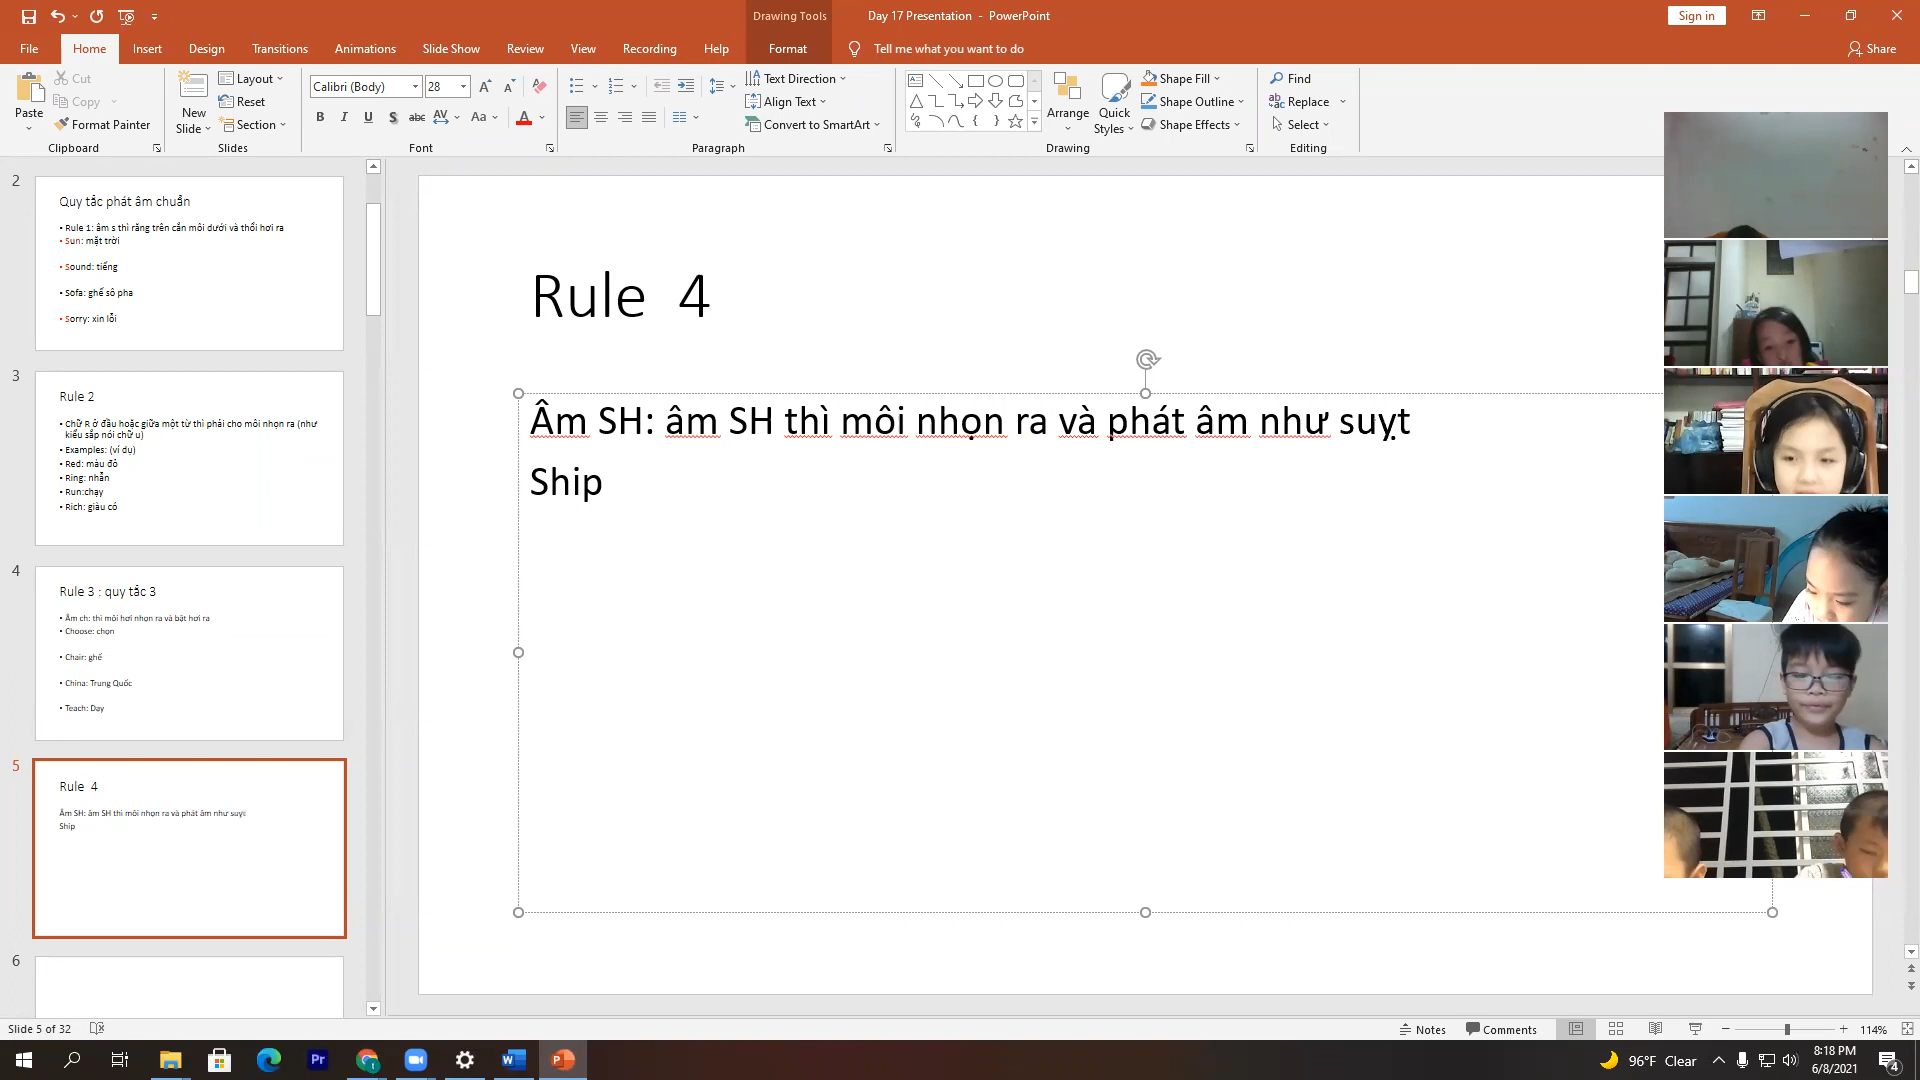 Drawing Tools
Day 17 Presentation - PowerPoint
Sign in
File
Home
Insert
Design
Transitions
Animations
Slide Show
Review
View
Recording
Help
Format
Tell me what you want to do
Share
Paste
Cut
Copy
Format Painter
Clipboard
New
Slide
Layout
Reset
Section
Slides
Calibri (Body)
28
B I U S abc AV Aa A
Font
Text Direction
Align Text
Convert to SmartArt
Paragraph
Arrange
Quick
Styles
Shape Fill
Shape Outline
Shape Effects
Drawing
Find
Replace
Select
Editing
2
Quy tắc phát âm chuẩn
• Rule 1: âm s thì răng trên cắn môi dưới và thổi hơi ra
• Sun: mặt trời
• Sound: tiếng
• Sofa: ghế sô pha
• Sorry: xin lỗi
3
Rule 2
• Chữ R ở đầu hoặc giữa một từ thì phải cho môi nhọn ra (như
kiểu sắp nói chữ u)
• Examples: (ví dụ)
• Red: màu đỏ
• Ring: nhẫn
• Run:chạy
• Rich: giàu có
4
Rule 3 : quy tắc 3
• Âm ch: thì môi hơi nhọn ra và bật hơi ra
• Choose: chọn
• Chair: ghế
• China: Trung Quốc
• Teach: Dạy
5
Rule 4
Âm SH: âm SH thì môi nhọn ra và phát âm như suỵt
Ship
6
Rule 4
Âm SH: âm SH thì môi nhọn ra và phát âm như suỵt
Ship
Slide 5 of 32
Notes
Comments
114%
Pr
96°F Clear
8:18 PM
6/8/2021
4